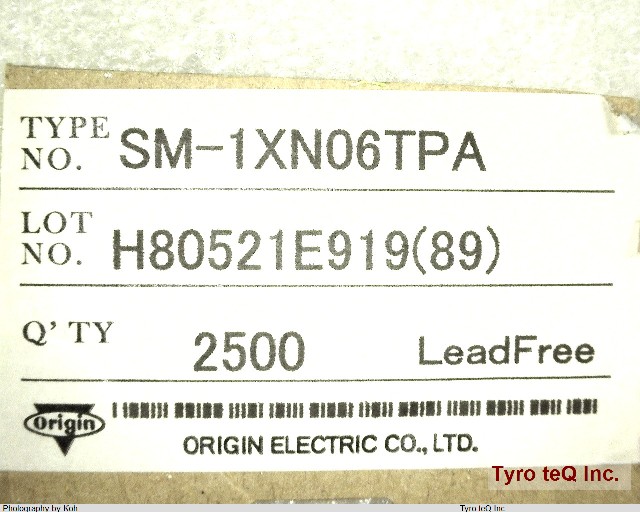 TYPE NO. SM-1XN06TPA
LOT NO. H80521E919(89)
Q'TY 2500 LeadFree
Origin
ORIGIN ELECTRIC CO., LTD.
Tyro teQ Inc.
Photography by Koh Tyro teQ Inc